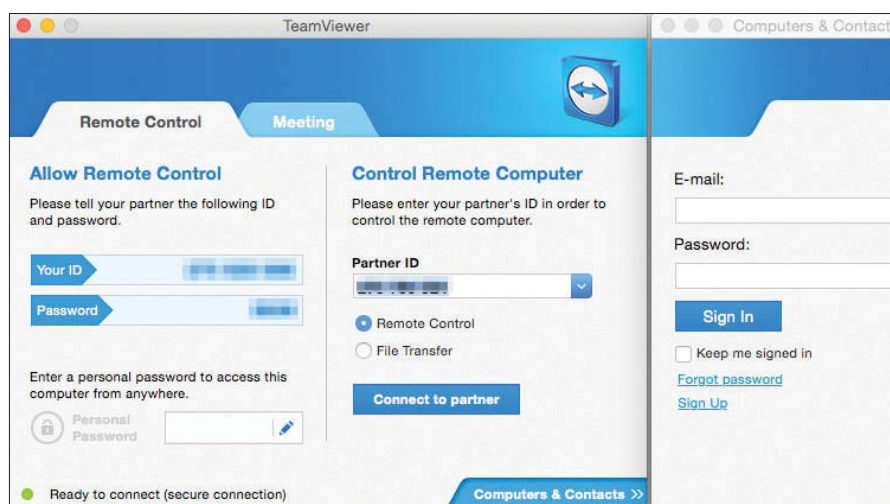 TeamViewer
Remote Control
Meeting
Allow Remote Control
Please tell your partner the following ID
and password.
Your ID
Password
Enter a personal password to access this
computer from anywhere.
Personal
Password
Ready to connect (secure connection)
Control Remote Computer
Please enter your partner's ID in order to
control the remote computer.
Partner ID
Remote Control
File Transfer
Connect to partner
Computers & Contacts >>
Computers & Contact
E-mail:
Password:
Sign In
Keep me signed in
Forgot password
Sign Up